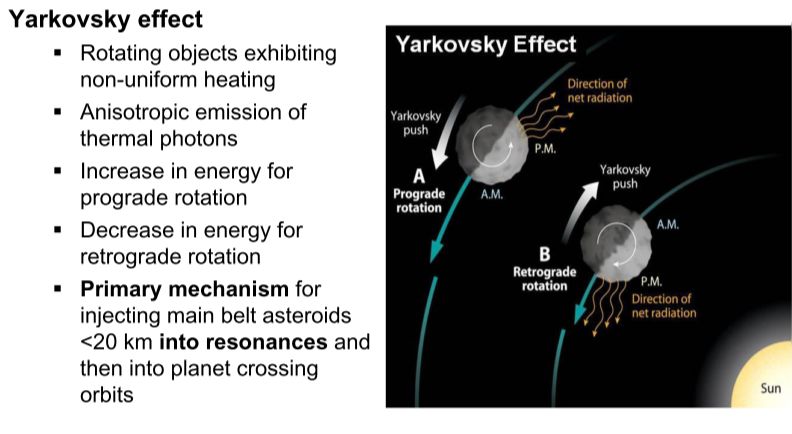 Yarkovsky effect
▪ Rotating objects exhibiting
non-uniform heating
▪ Anisotropic emission of
thermal photons
▪ Increase in energy for
prograde rotation
▪ Decrease in energy for
retrograde rotation
▪ Primary mechanism for
injecting main belt asteroids
<20 km into resonances and
then into planet crossing
orbits
Yarkovsky Effect
Direction of
net radiation
Yarkovsky
push
P.M.
A
Prograde
rotation
A.M.
Yarkovsky
push
A.M.
B
Retrograde
rotation
P.M.
Direction of
net radiation
Sun